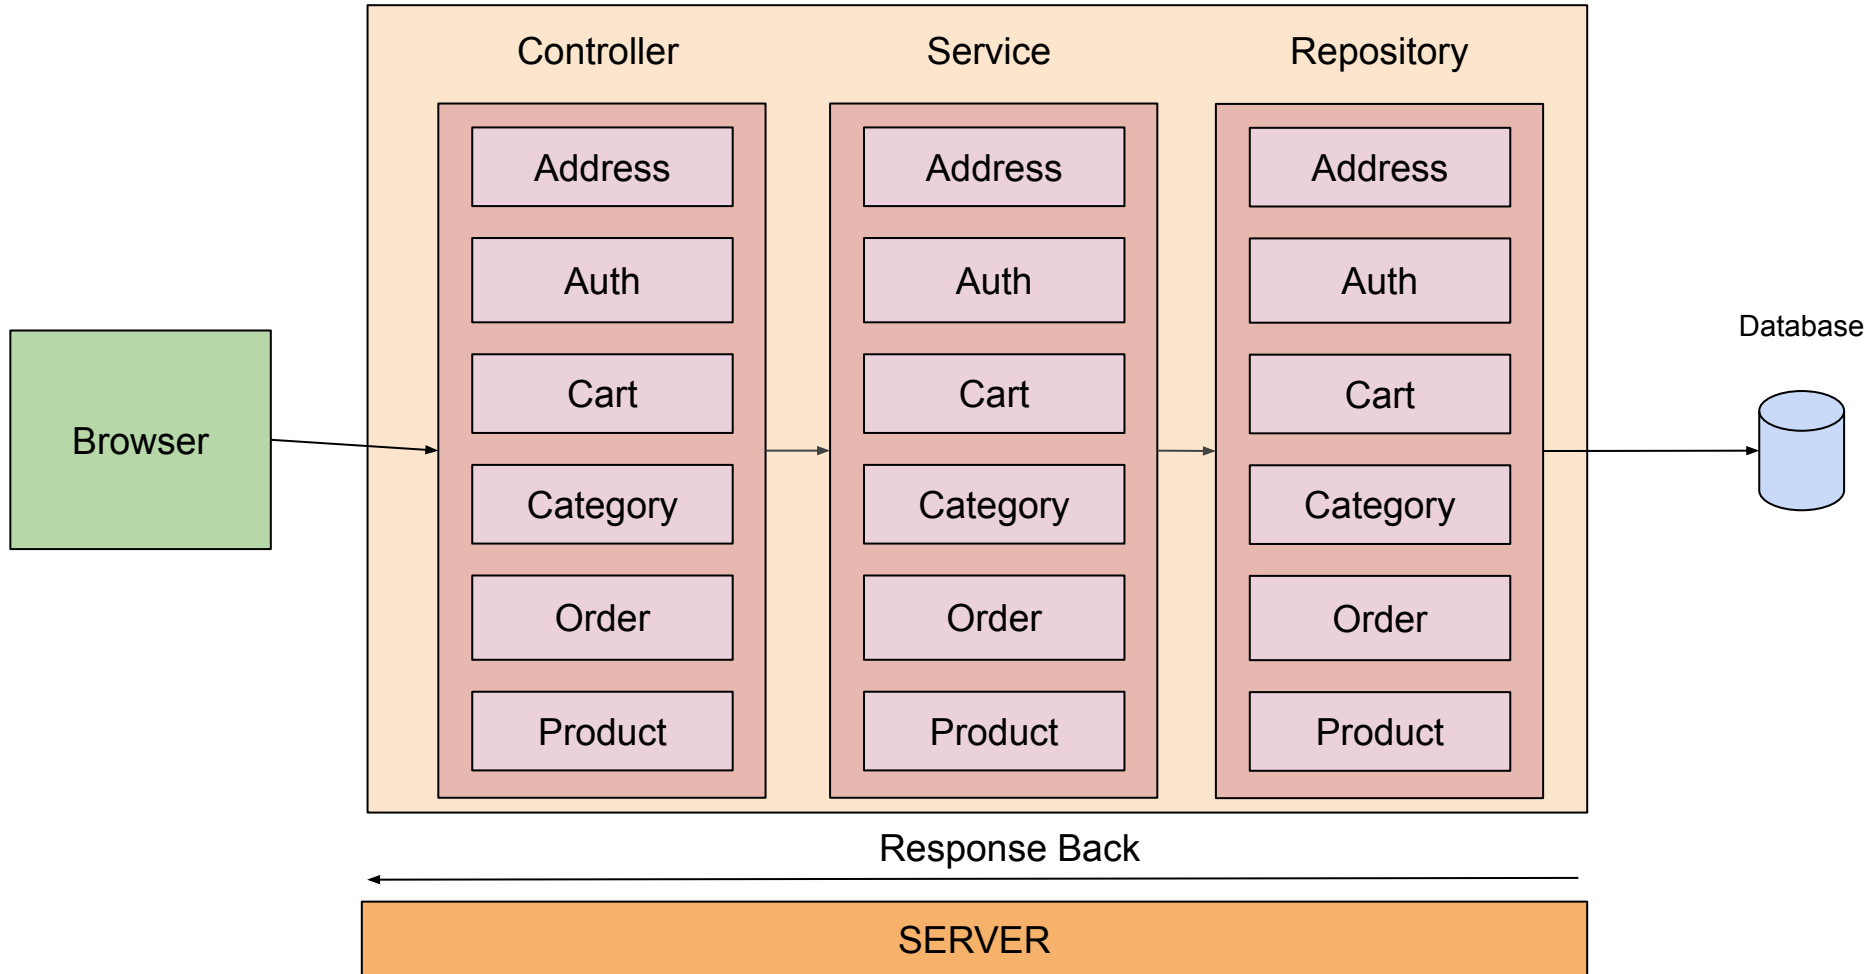 Controller
Service
Repository
Address
Auth
Cart
Category
Order
Product
Address
Auth
Cart
Category
Order
Product
Address
Auth
Cart
Category
Order
Product
Browser
Database
Response Back
SERVER